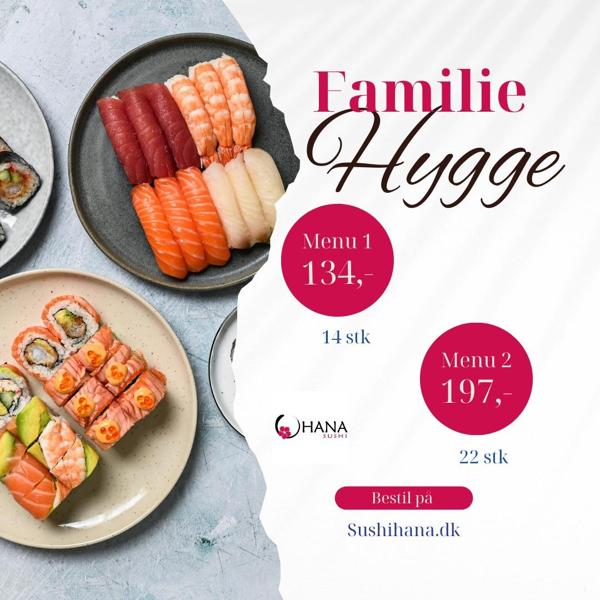 Familie
Hygge
Menu 1
134,-
14 stk
Menu 2
197,-
22 stk
HANA
SUSHI
Bestil på
Sushihana.dk